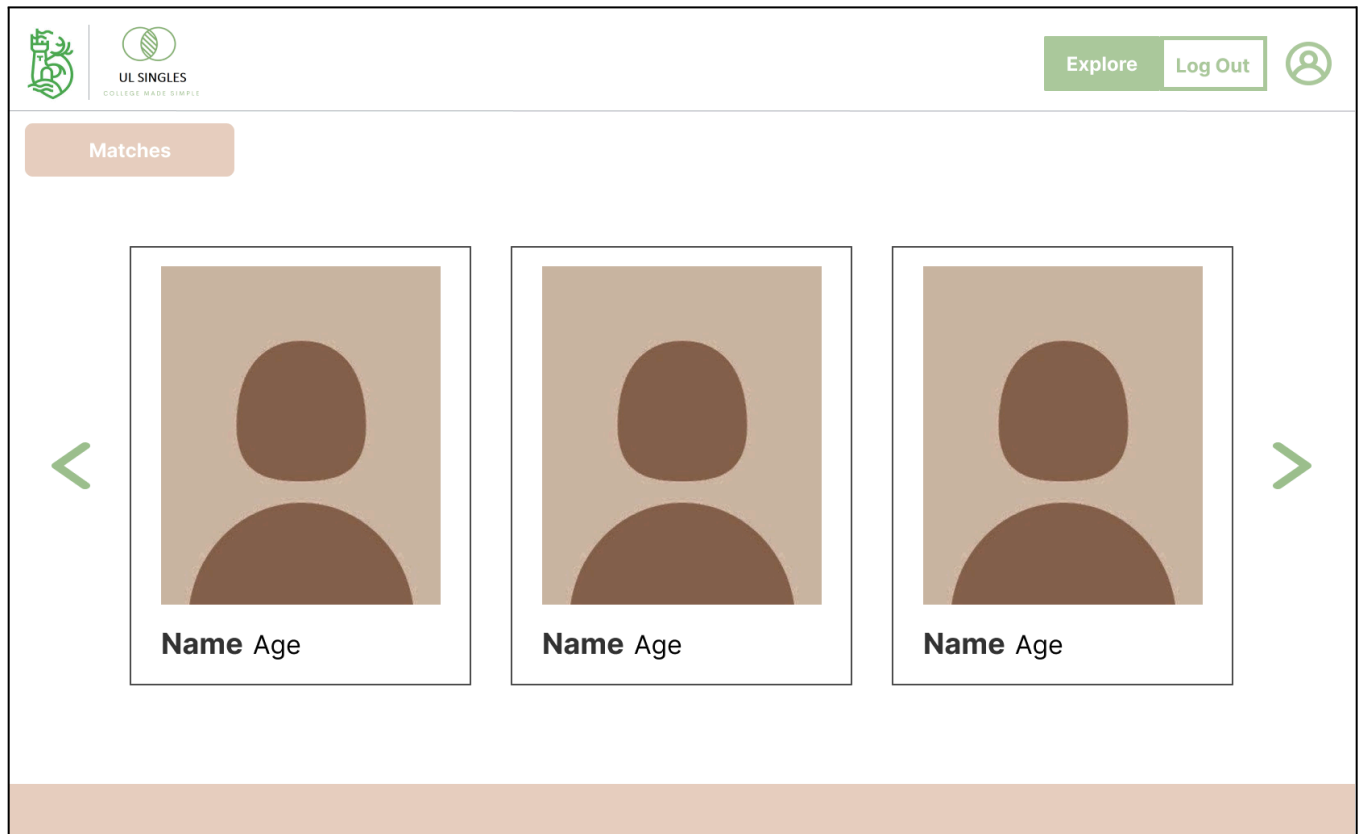 UL SINGLES
COLLEGE MADE SIMPLE
Explore
Log Out
Matches
Name Age
Name Age
Name Age